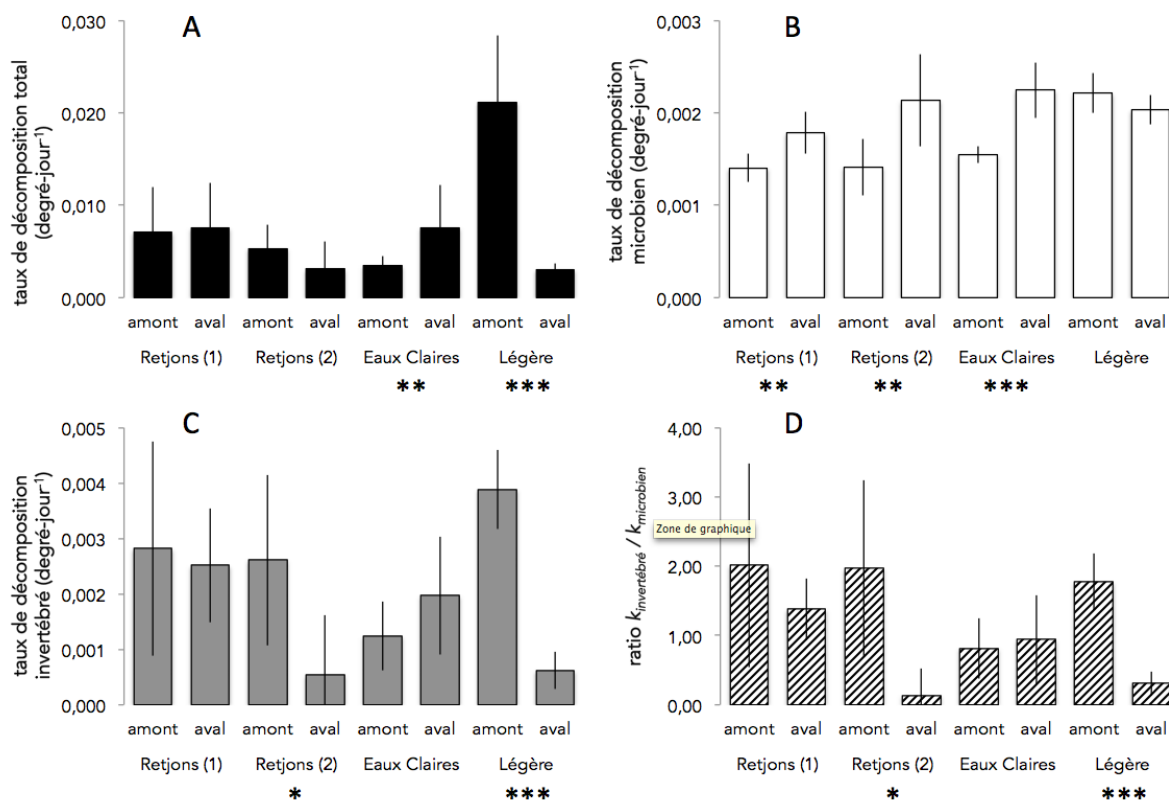 A
taux de décomposition total
(degré-jour-1)
0,030
0,020
0,010
0,000
amont aval amont aval amont aval amont aval
Retjons (1) Retjons (2) Eaux Claires Légère
** ***
B
taux de décomposition
microbien (degré-jour-1)
0,003
0,002
0,001
0,000
amont aval amont aval amont aval amont aval
Retjons (1) Retjons (2) Eaux Claires Légère
** ** ***
C
taux de décomposition
invertébré (degré-jour-1)
0,005
0,004
0,003
0,002
0,001
0,000
amont aval amont aval amont aval amont aval
Retjons (1) Retjons (2) Eaux Claires Légère
* ***
D
ratio kinvertébré / kmicrobien
4,00
3,00
Zone de graphique
2,00
1,00
0,00
amont aval amont aval amont aval amont aval
Retjons (1) Retjons (2) Eaux Claires Légère
* ***